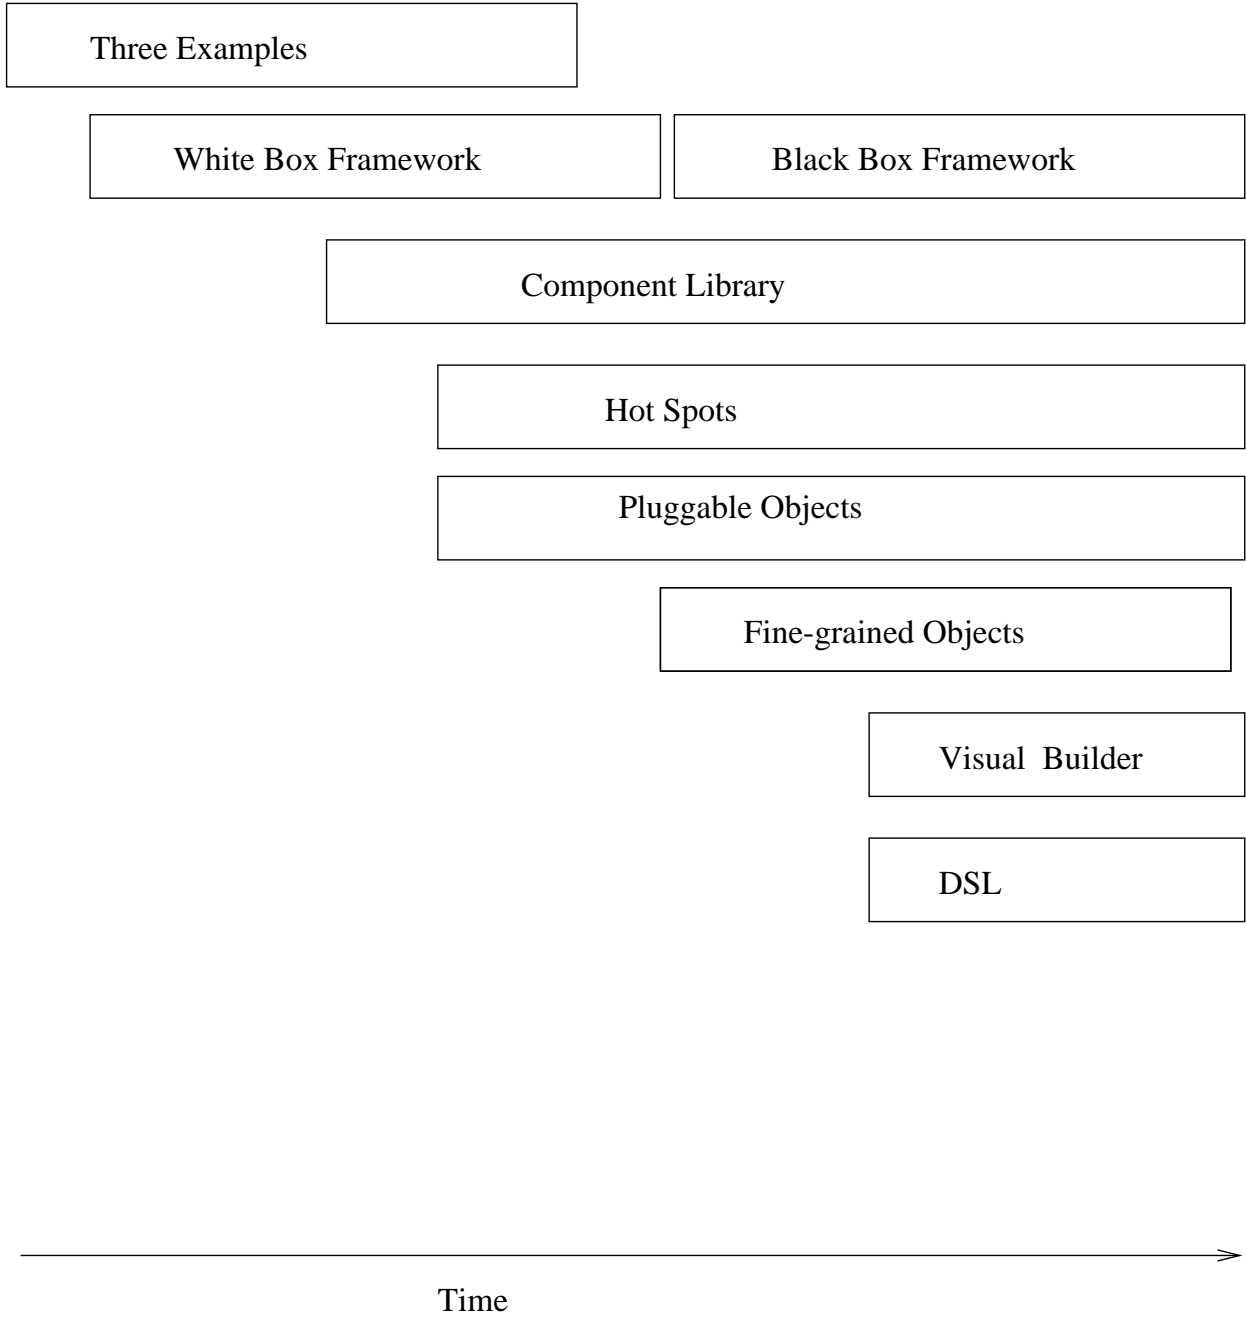 Three Examples
White Box Framework
Black Box Framework
Component Library
Hot Spots
Pluggable Objects
Fine-grained Objects
Visual Builder
DSL
Time